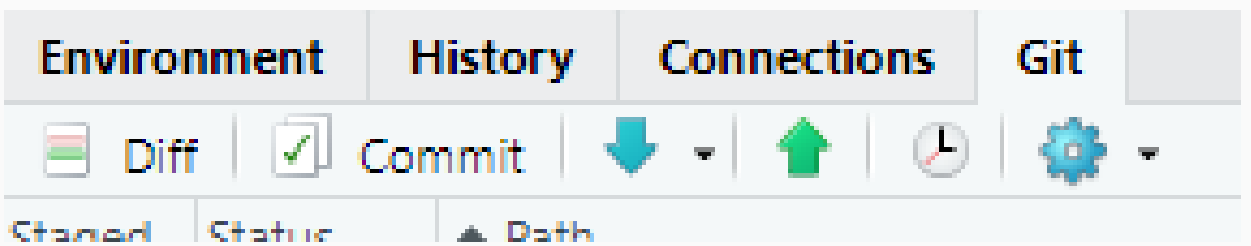 Environment History Connections Git
Diff Commit
Staged Status Path